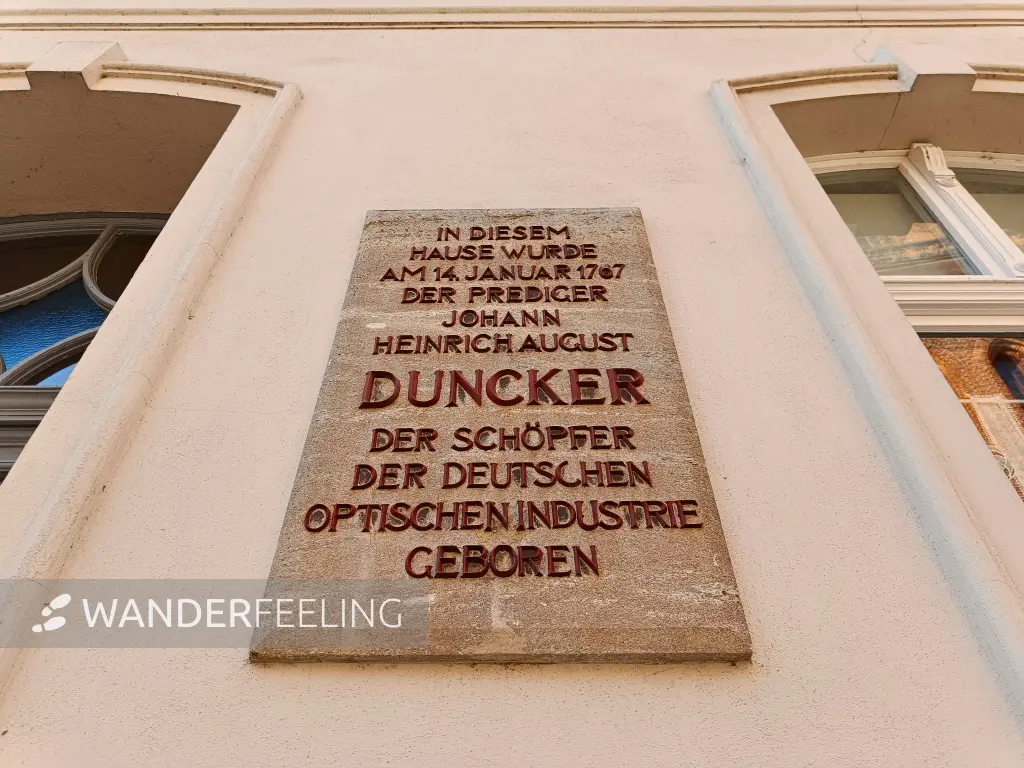 IN DIESEM
HAUSE WURDE
AM 14. JANUAR 1767
DER PREDIGER
JOHANN
HEINRICH AUGUST
DUNCKER
DER SCHÖPFER
DER DEUTSCHEN
OPTISCHEN INDUSTRIE
GEBOREN
WANDERFEELING